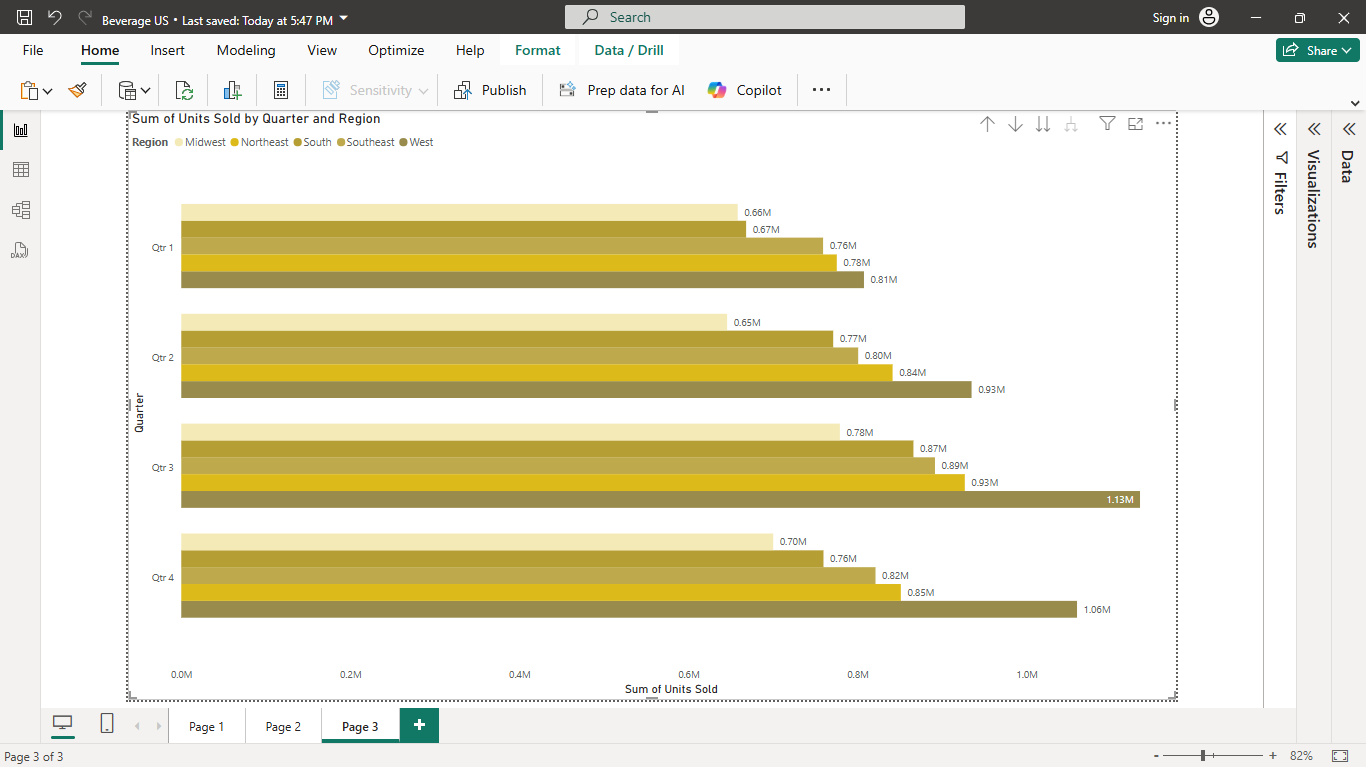 Beverage US • Last saved: Today at 5:47 PM
Search
Sign in
File Home Insert Modeling View Optimize Help Format Data / Drill
Share
Sensitivity
Publish
Prep data for AI
Copilot
Sum of Units Sold by Quarter and Region
Region Midwest Northeast South Southeast West
Quarter
Qtr 1
0.66M
0.67M
0.76M
0.78M
0.81M
Qtr 2
0.65M
0.77M
0.80M
0.84M
0.93M
Qtr 3
0.78M
0.87M
0.89M
0.93M
1.13M
Qtr 4
0.70M
0.76M
0.82M
0.85M
1.06M
0.0M 0.2M 0.4M 0.6M 0.8M 1.0M
Sum of Units Sold
Filters
Visualizations
Data
DAX
Page 1 Page 2 Page 3 +
Page 3 of 3
- + 82%